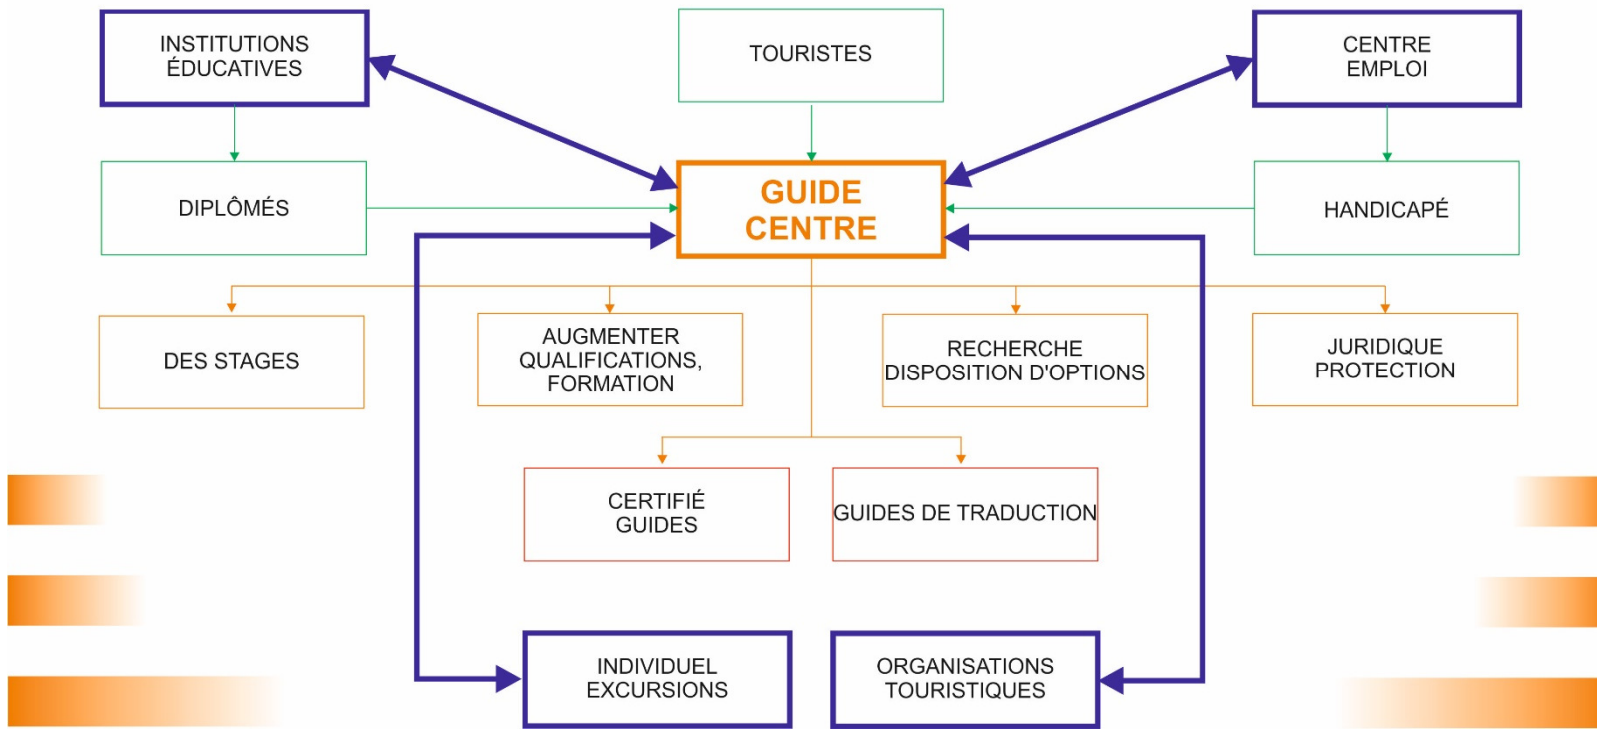 INSTITUTIONS
ÉDUCATIVES
TOURISTES
CENTRE
EMPLOI
DIPLÔMÉS
GUIDE
CENTRE
HANDICAPÉ
DES STAGES
AUGMENTER
QUALIFICATIONS,
FORMATION
RECHERCHE
DISPOSITION D'OPTIONS
JURIDIQUE
PROTECTION
CERTIFIÉ
GUIDES
GUIDES DE TRADUCTION
INDIVIDUEL
EXCURSIONS
ORGANISATIONS
TOURISTIQUES